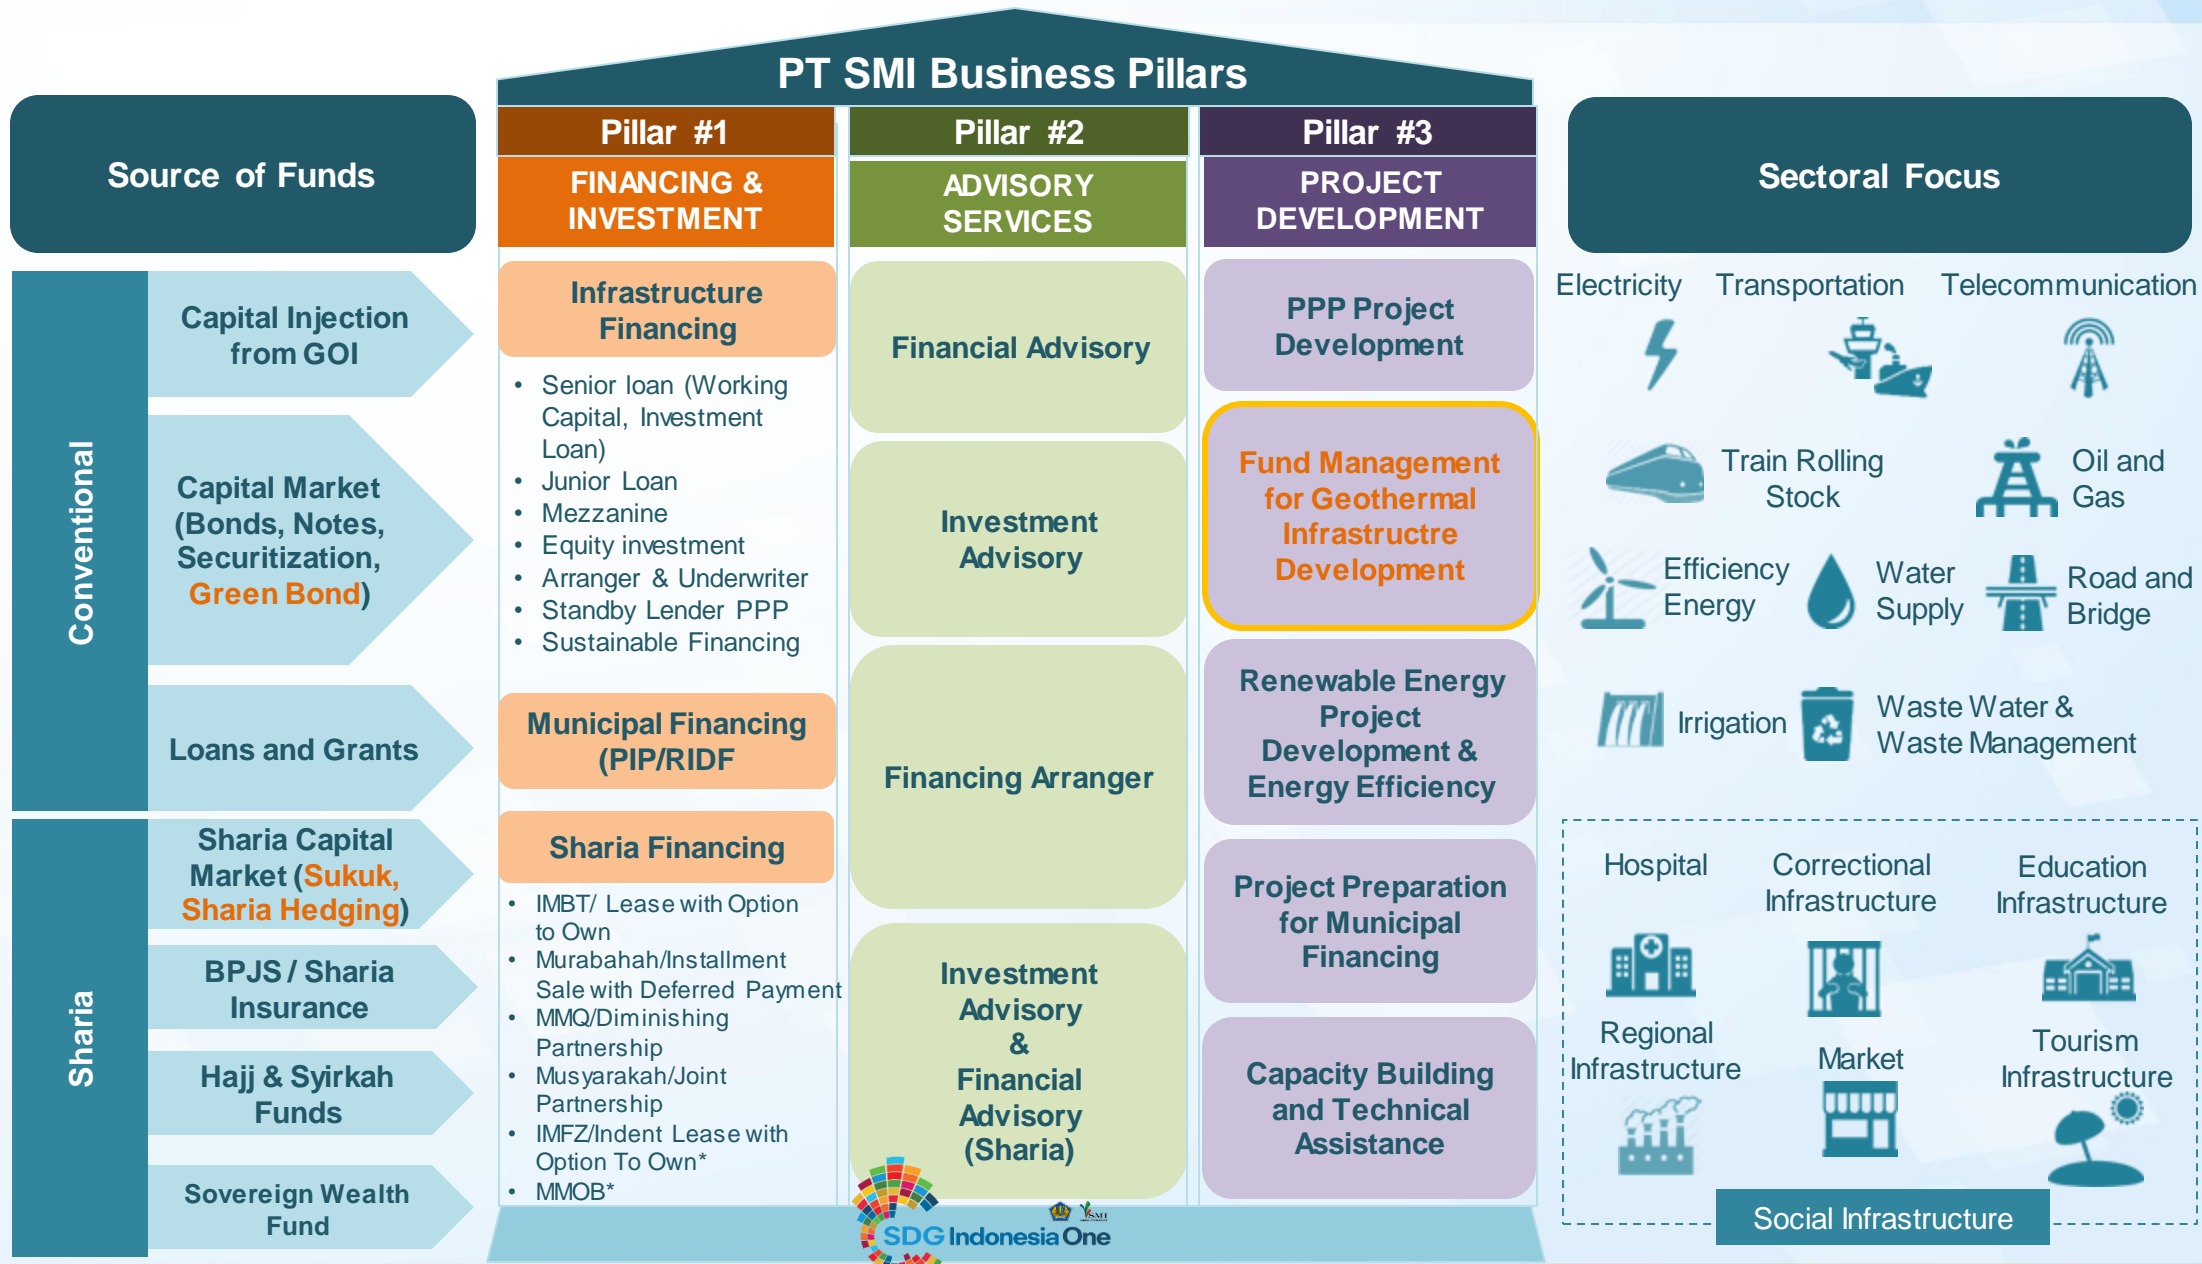 PT SMI Business Pillars
Source of Funds
Conventional
Capital Injection
from GOI
Capital Market
(Bonds, Notes,
Securitization,
Green Bond)
Loans and Grants
Sharia
Sharia Capital
Market (Sukuk,
Sharia Hedging)
BPJS / Sharia
Insurance
Hajj & Syirkah
Funds
Sovereign Wealth
Fund
Pillar #1
FINANCING &
INVESTMENT
Infrastructure
Financing
• Senior loan (Working
Capital, Investment
Loan)
• Junior Loan
• Mezzanine
• Equity investment
• Arranger & Underwriter
• Standby Lender PPP
• Sustainable Financing
Municipal Financing
(PIP/RIDF
Sharia Financing
• IMBT/ Lease with Option
to Own
• Murabahah/Installment
Sale with Deferred Payment
• MMQ/Diminishing
Partnership
• Musyarakah/Joint
Partnership
• IMFZ/Indent Lease with
Option To Own*
• MMOB*
Pillar #2
ADVISORY
SERVICES
Financial Advisory
Investment
Advisory
Financing Arranger
Investment
Advisory
&
Financial
Advisory
(Sharia)
Pillar #3
PROJECT
DEVELOPMENT
PPP Project
Development
Fund Management
for Geothermal
Infrastructre
Development
Renewable Energy
Project
Development &
Energy Efficiency
Project Preparation
for Municipal
Financing
Capacity Building
and Technical
Assistance
SMI
SDG Indonesia One
Sectoral Focus
Electricity
Transportation
Telecommunication
Train Rolling
Stock
Oil and
Gas
Efficiency
Energy
Water
Supply
Road and
Bridge
Irrigation
Waste Water &
Waste Management
Hospital
Correctional
Infrastructure
Education
Infrastructure
Regional
Infrastructure
Market
Tourism
Infrastructure
Social Infrastructure